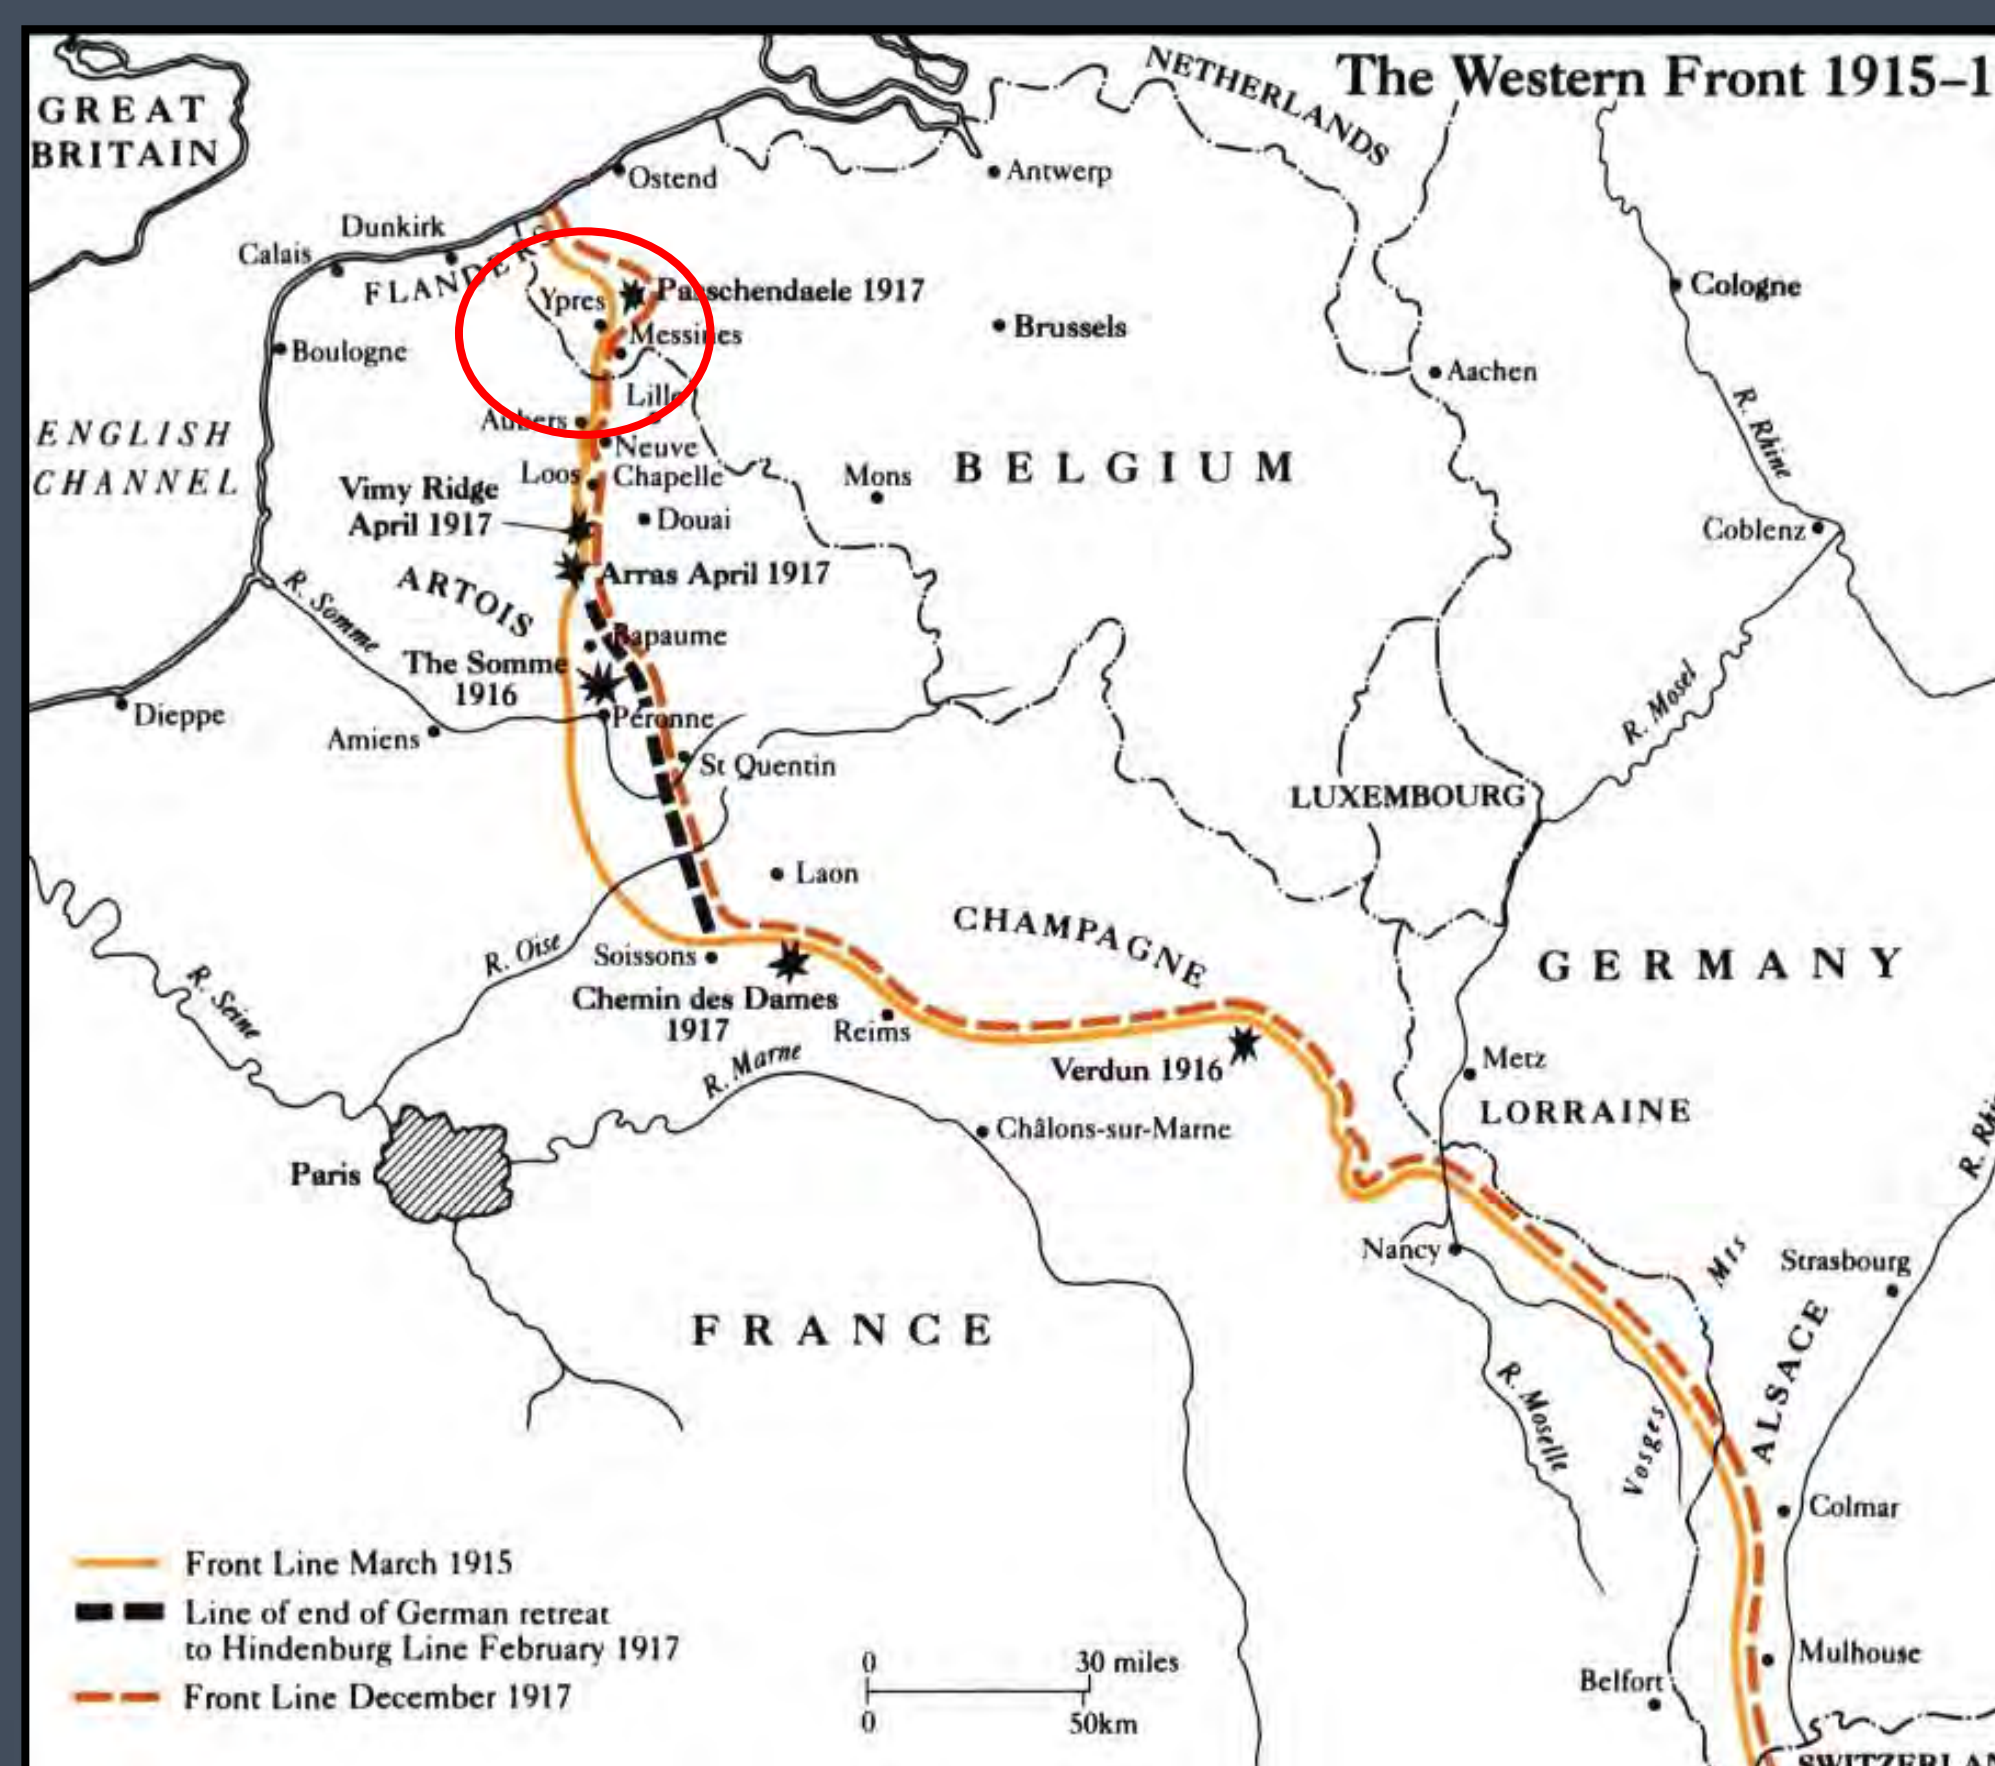 The Western Front 1915–1
GREAT
BRITAIN
NETHERLANDS
Ostend
Antwerp
Dunkirk
Calais
FLANDERS
Ypres
Passchendaele 1917
Cologne
Messines
Brussels
Boulogne
Aachen
Lille
R. Rhine
Aubers
ENGLISH
CHANNEL
Neuve
Chapelle
Loos
Mons
BELGIUM
Vimy Ridge
April 1917
Douai
Coblenz
Arras April 1917
ARTOIS
R. Somme
Bapaume
The Somme
1916
R. Mosel
Péronne
Dieppe
Amiens
St Quentin
LUXEMBOURG
Laon
CHAMPAGNE
R. Oise
Soissons
GERMANY
R. Seine
Chemin des Dames
1917
Reims
R. Marne
Verdun 1916
Metz
LORRAINE
Châlons-sur-Marne
R. Rhi
Paris
Nancy
Mts
Strasbourg
FRANCE
ALSACE
R. Moselle
Vosges
Colmar
Front Line March 1915
Line of end of German retreat
to Hindenburg Line February 1917
Front Line December 1917
0 30 miles
0 50km
Mulhouse
Belfort
SWITZERLAN